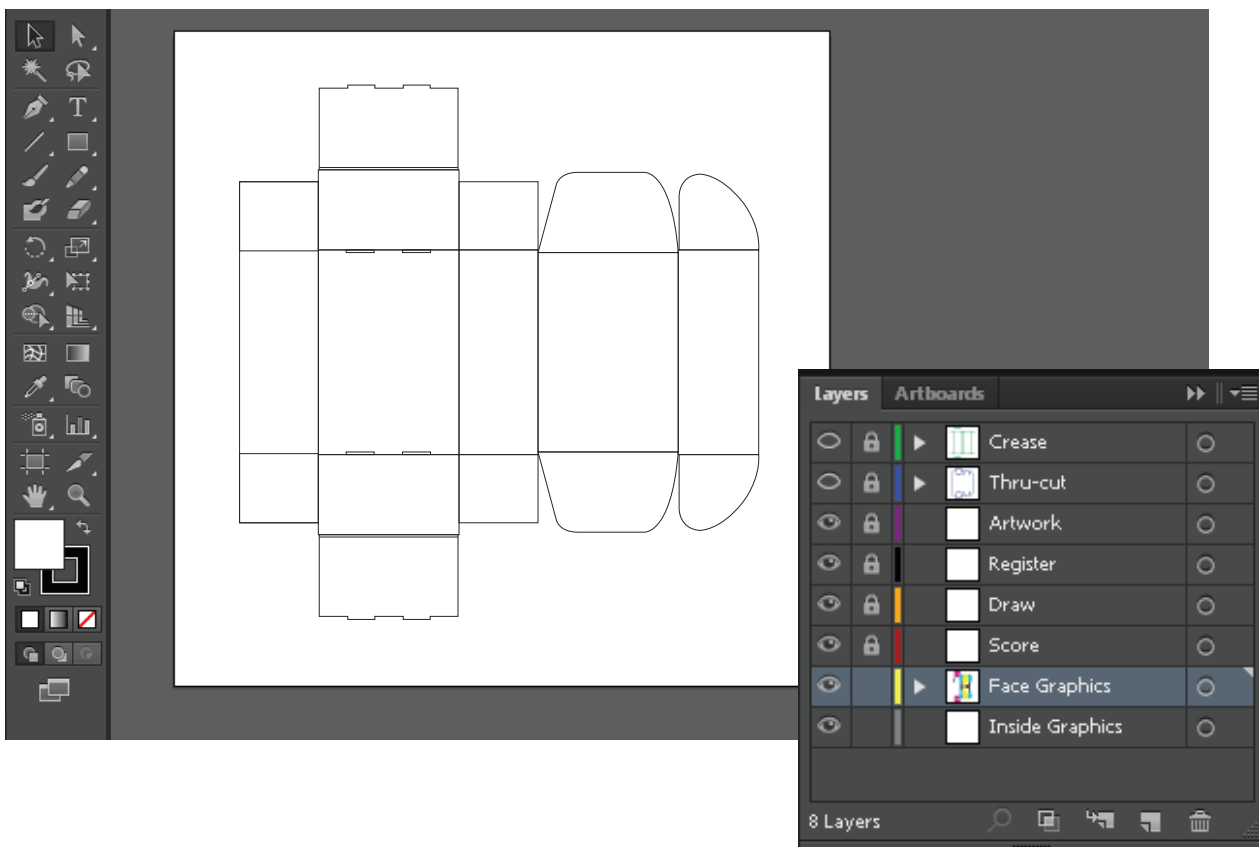 Layers Artboards
Crease
Thru-cut
Artwork
Register
Draw
Score
Face Graphics
Inside Graphics
8 Layers